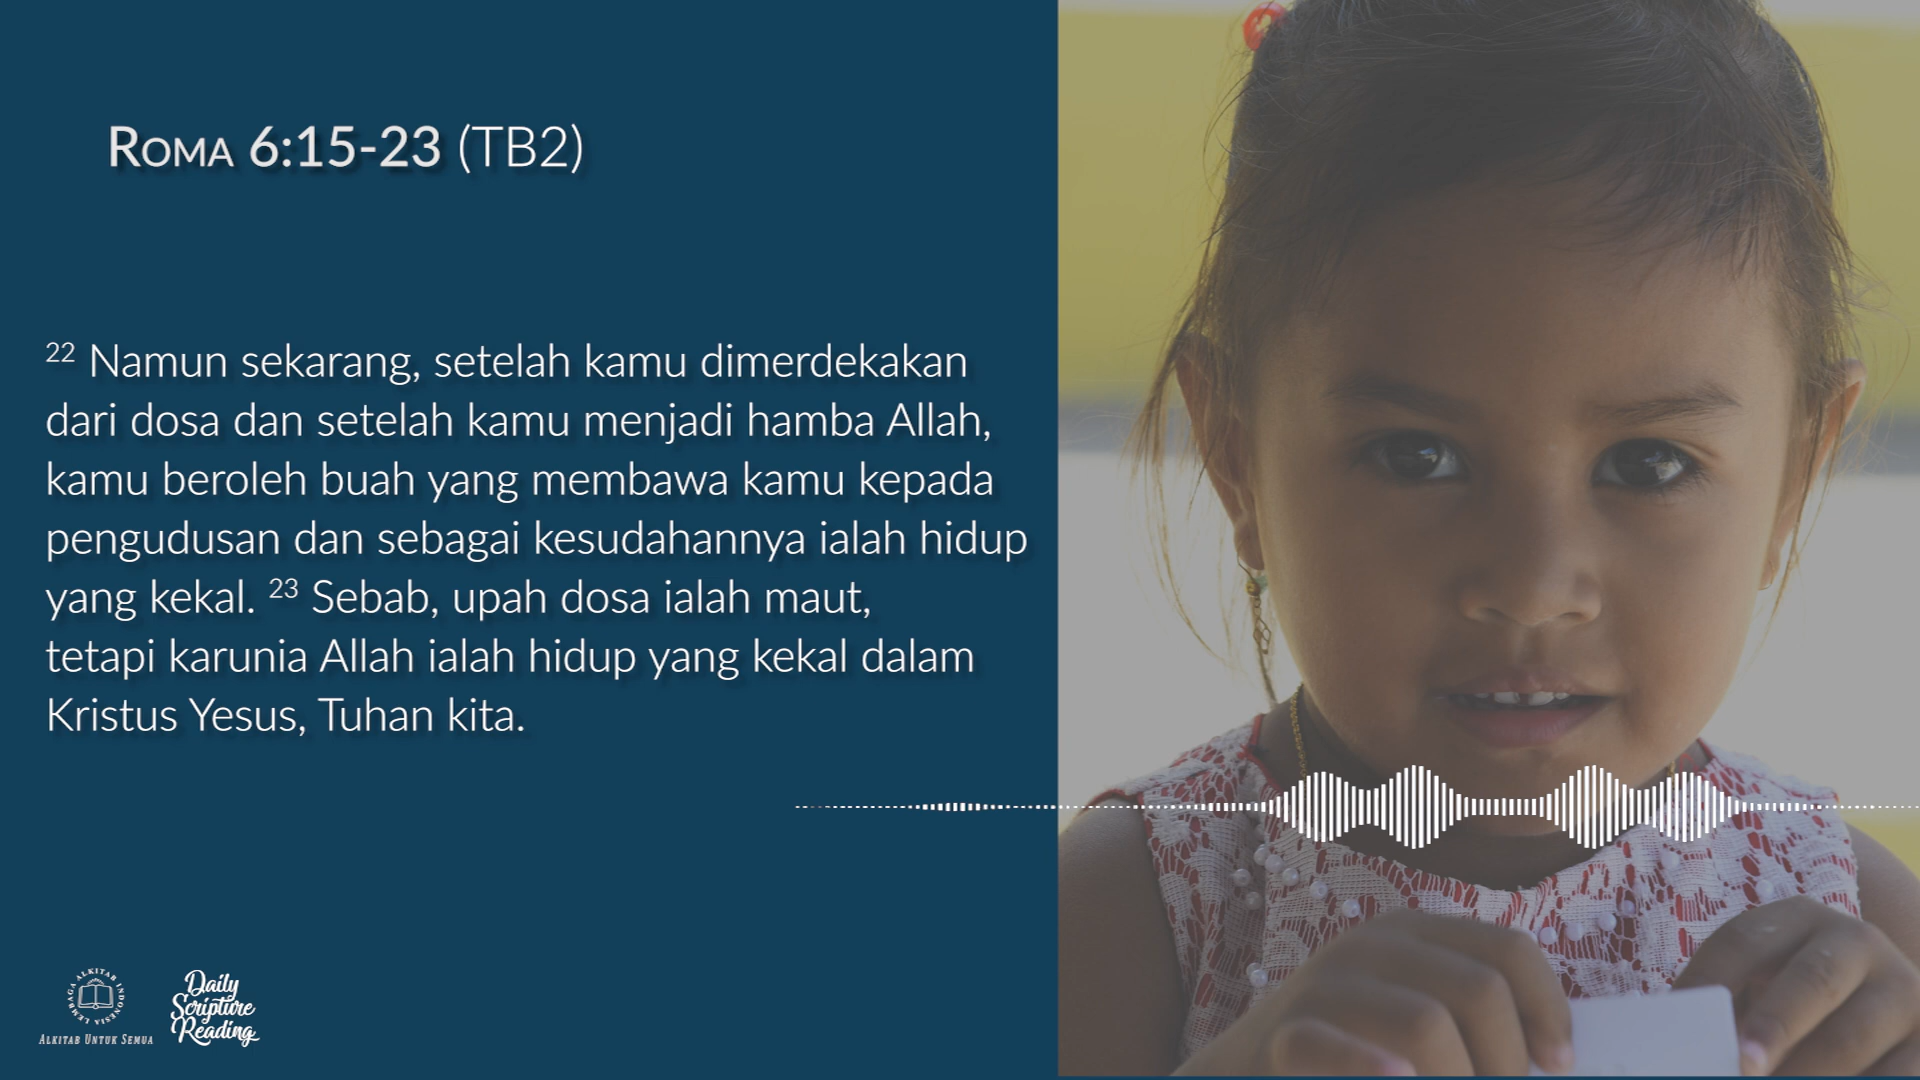 Roma 6:15-23 (TB2)
22 Namun sekarang, setelah kamu dimerdekakan
dari dosa dan setelah kamu menjadi hamba Allah,
kamu beroleh buah yang membawa kamu kepada
pengudusan dan sebagai kesudahannya ialah hidup
yang kekal. 23 Sebab, upah dosa ialah maut,
tetapi karunia Allah ialah hidup yang kekal dalam
Kristus Yesus, Tuhan kita.
LEMBAGA ALKITAB INDONESIA
Alkitab Untuk Semua
Daily
Scripture
Reading